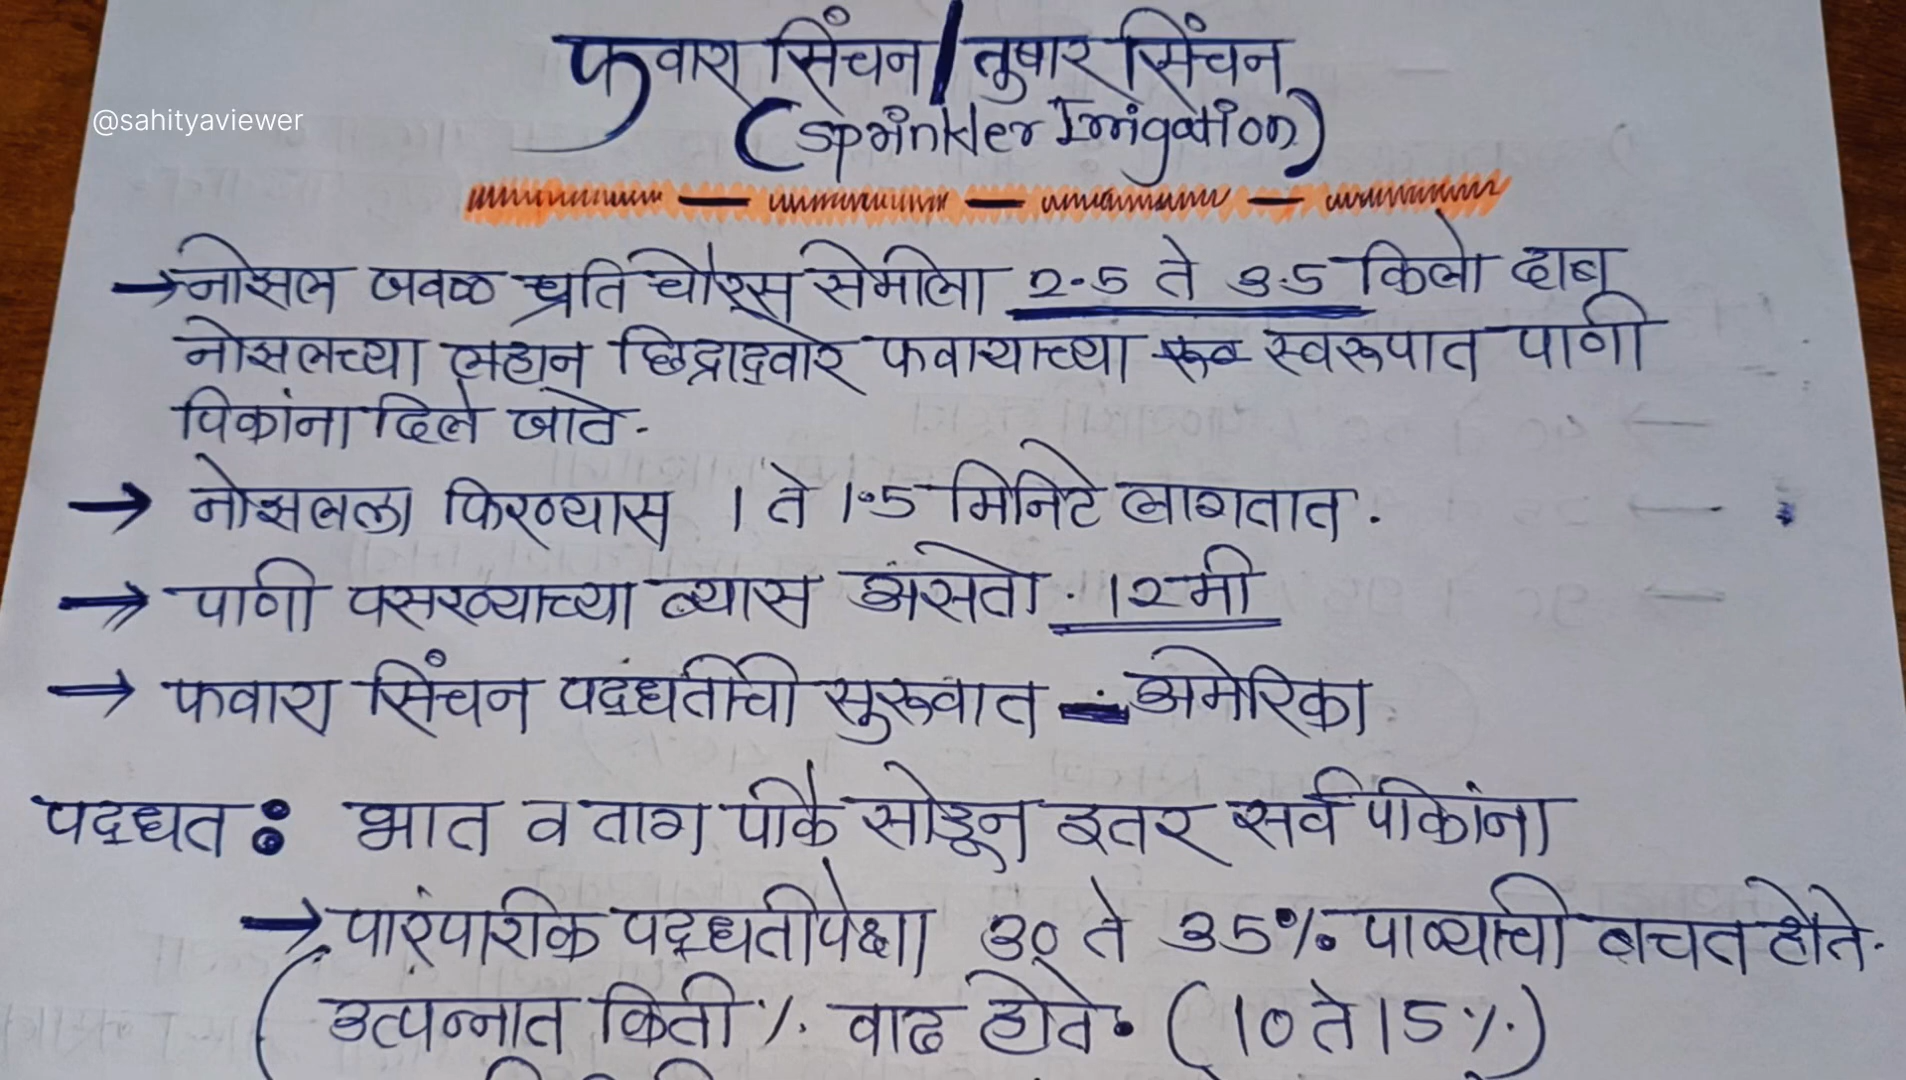 फवारा सिंचन/तुषार सिंचन
@sahityaviewer
(Sprinkler Irrigation)
→ नोझल जवळ प्रति चौरस सेमीला 2.5 ते 3.5 किलो दाब
नोझलच्या लहान छिद्राद्वारे फवाऱ्याच्या स्वरूपात पाणी
पिकांना दिले जाते.
→ नोझलला फिरण्यास 1 ते 1.5 मिनिटे लागतात.
→ पाणी पसरव्याच्या व्यास असतो. 12मी
→ फवारा सिंचन पद्धतीची सुरूवात - अमेरिका
पद्धत : भात व ताग पीके सोडून इतर सर्व पीकांना
→ पारंपारीक पद्धतीपेक्षा 30 ते 35% पाण्याची बचत होते.
(उत्पन्नात किती % वाढ होते. (10 ते 15%)